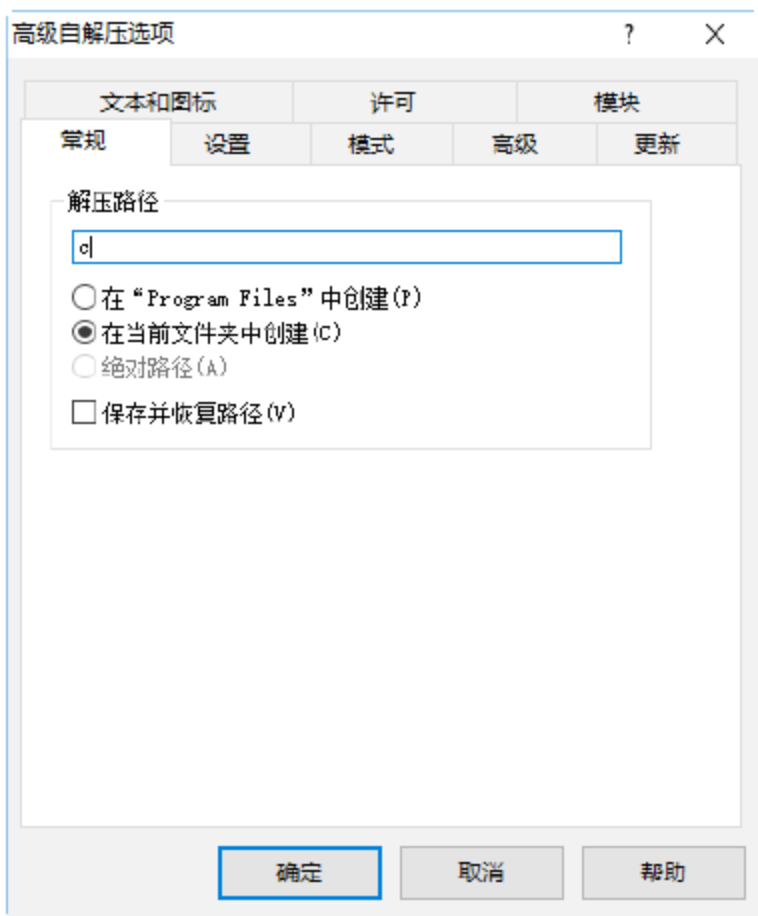 高级自解压选项 ?
文本和图标 许可 模块
常规 设置 模式 高级 更新
解压路径
c
在“Program Files”中创建(P)
在当前文件夹中创建(C)
绝对路径(A)
保存并恢复路径(V)
确定 取消 帮助